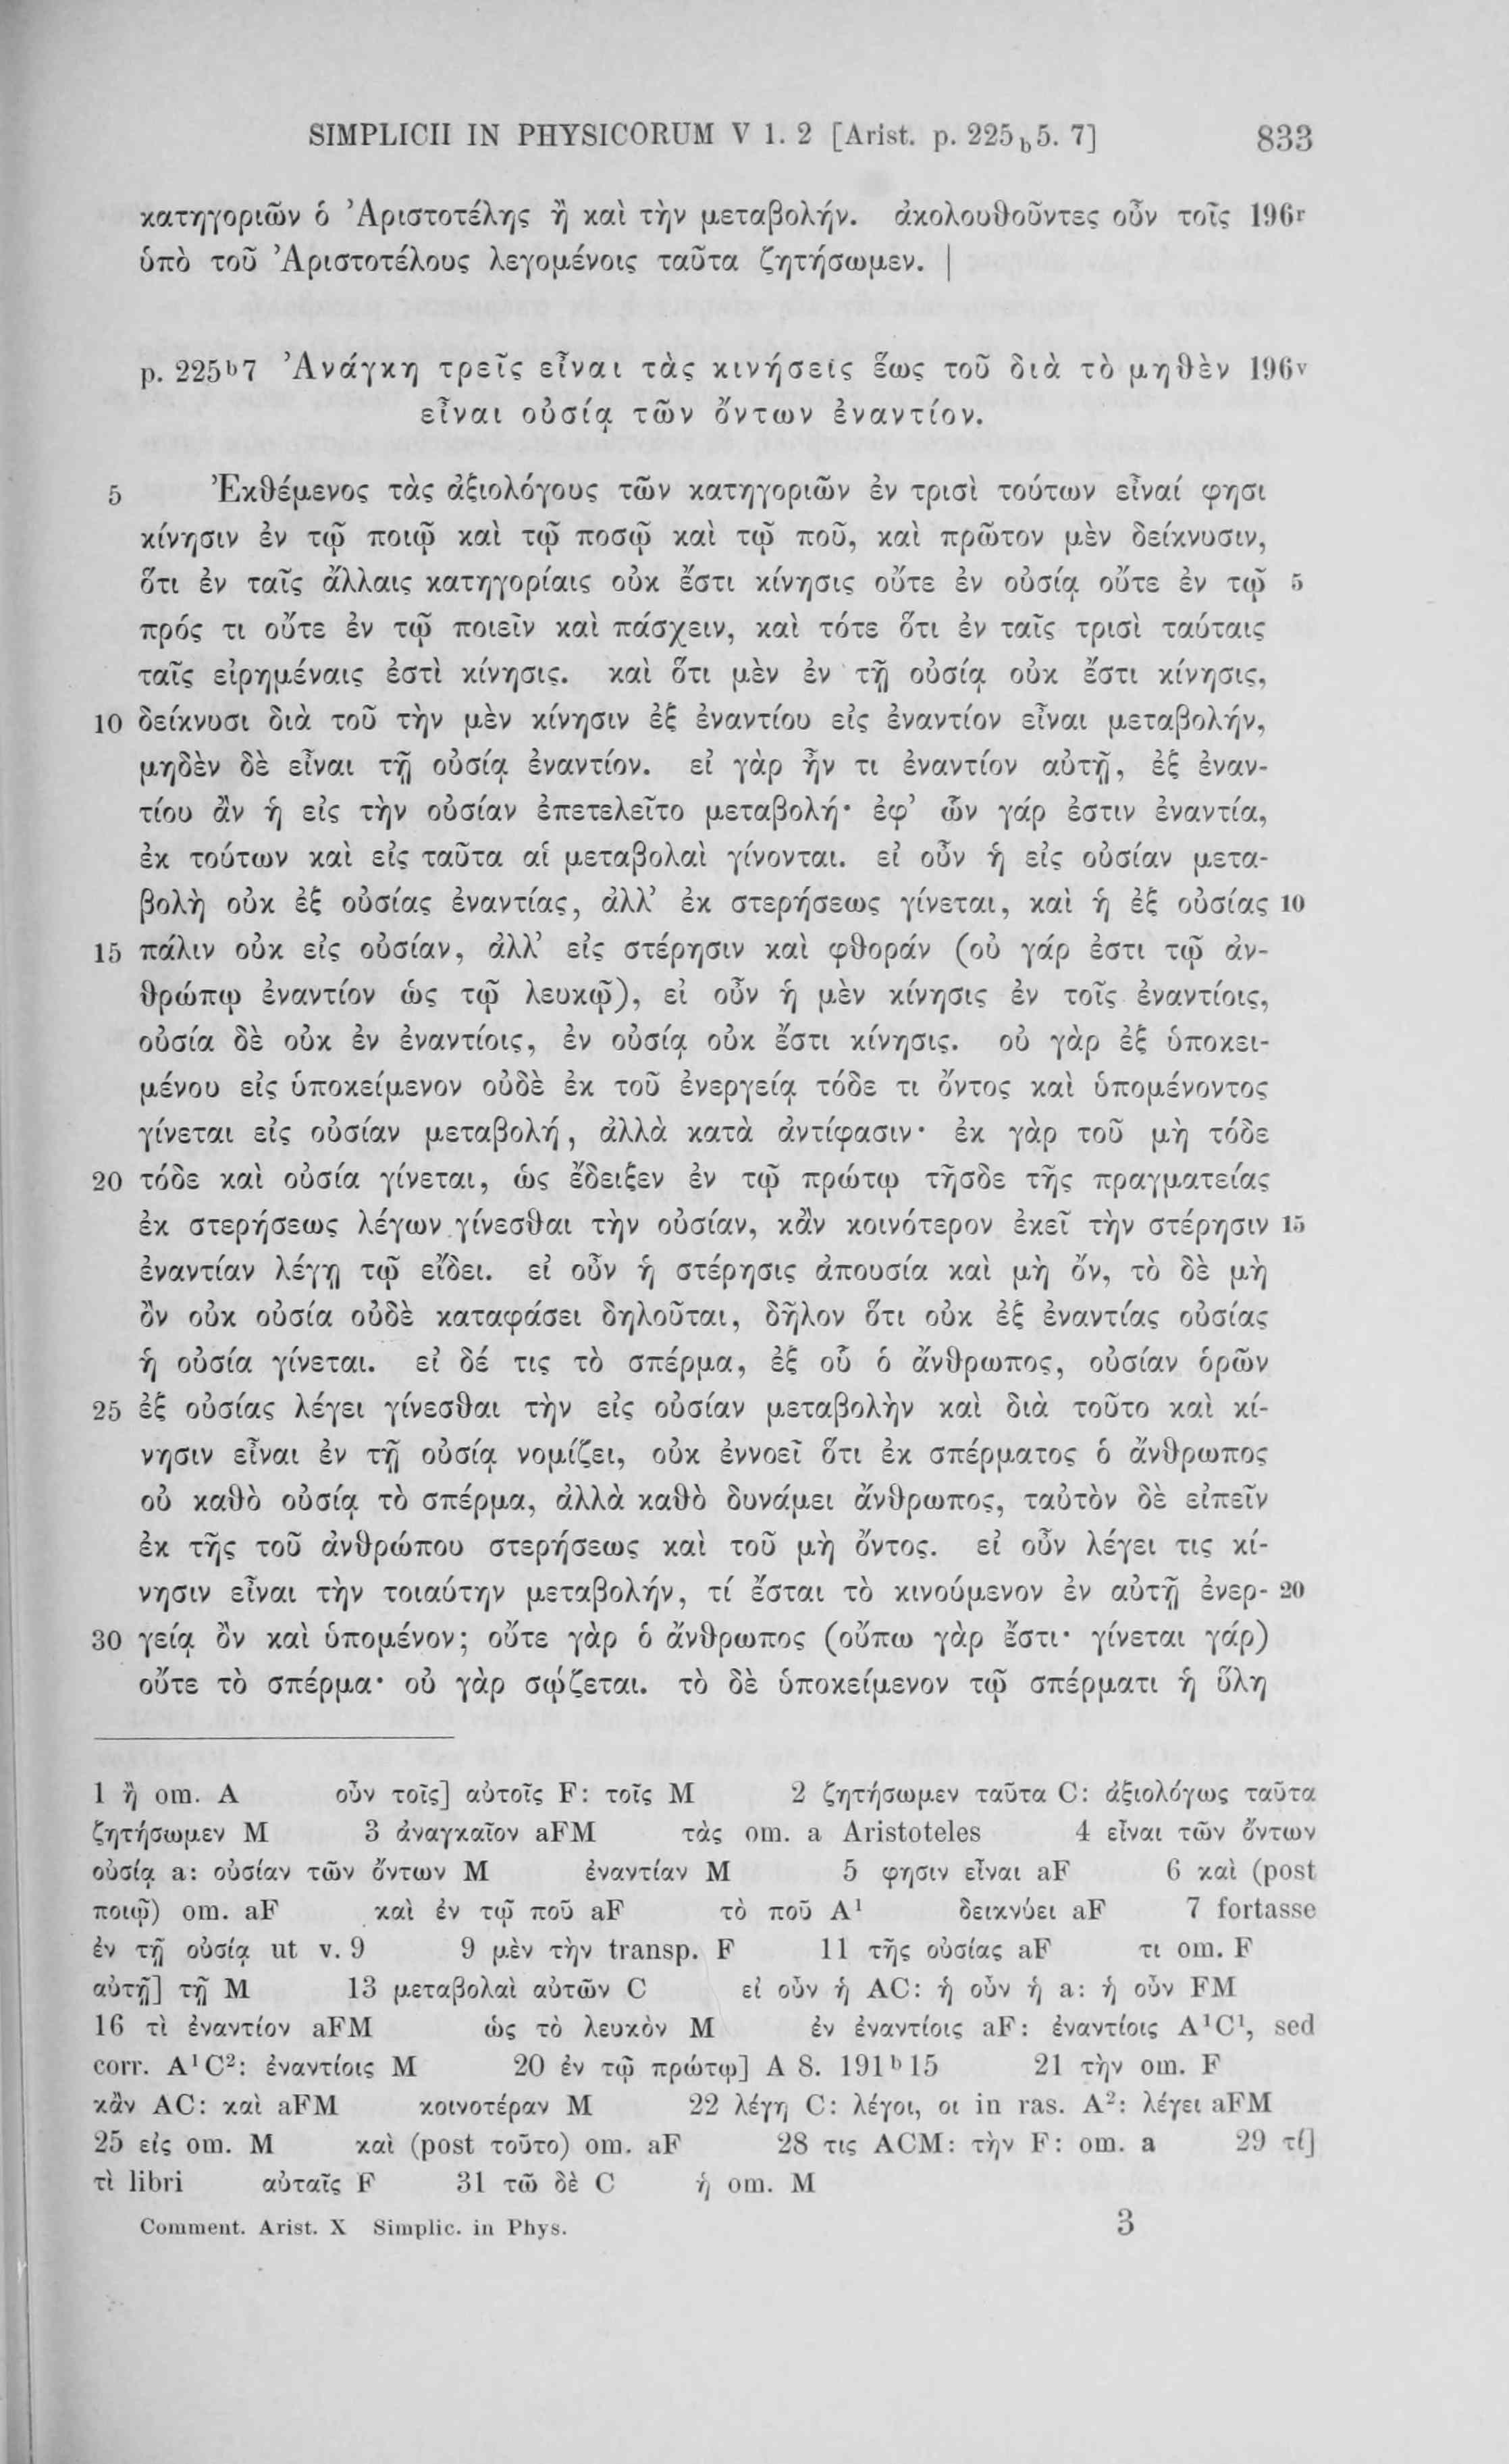 SIMPLICII IN PHYSICORUM V 1. 2 [Arist. p. 225b5. 7] 833
κατηγοριῶν ὁ Ἀριστοτέλης ἢ καὶ τὴν μεταβολήν. ἀκολουθοῦντες οὖν τοῖς 196r
ὑπὸ τοῦ Ἀριστοτέλους λεγομένοις ταῦτα ζητήσωμεν. |
p. 225b7 Ἀνάγκη τρεῖς εἶναι τὰς κινήσεις ἕως τοῦ διὰ τὸ μηθὲν 196v
εἶναι οὐσίᾳ τῶν ὄντων ἐναντίον.
5 Ἐκθέμενος τὰς ἀξιολόγους τῶν κατηγοριῶν ἐν τρισὶ τούτων εἶναί φησι
κίνησιν ἐν τῷ ποιῷ καὶ τῷ ποσῷ καὶ τῷ ποῦ, καὶ πρῶτον μὲν δείκνυσιν,
ὅτι ἐν ταῖς ἄλλαις κατηγορίαις οὐκ ἔστι κίνησις οὔτε ἐν οὐσίᾳ οὔτε ἐν τῷ 5
πρός τι οὔτε ἐν τῷ ποιεῖν καὶ πάσχειν, καὶ τότε ὅτι ἐν ταῖς τρισὶ ταύταις
ταῖς εἰρημέναις ἐστὶ κίνησις. καὶ ὅτι μὲν ἐν τῇ οὐσίᾳ οὐκ ἔστι κίνησις,
10 δείκνυσι διὰ τοῦ τὴν μὲν κίνησιν ἐξ ἐναντίου εἰς ἐναντίον εἶναι μεταβολήν,
μηδὲν δὲ εἶναι τῇ οὐσίᾳ ἐναντίον. εἰ γὰρ ἦν τι ἐναντίον αὐτῇ, ἐξ ἐναν-
τίου ἂν ἡ εἰς τὴν οὐσίαν ἐπετελεῖτο μεταβολή· ἐφ’ ὧν γάρ ἐστιν ἐναντία,
ἐκ τούτων καὶ εἰς ταῦτα αἱ μεταβολαὶ γίνονται. εἰ οὖν ἡ εἰς οὐσίαν μετα-
βολὴ οὐκ ἐξ οὐσίας ἐναντίας, ἀλλ’ ἐκ στερήσεως γίνεται, καὶ ἡ ἐξ οὐσίας 10
15 πάλιν οὐκ εἰς οὐσίαν, ἀλλ’ εἰς στέρησιν καὶ φθοράν (οὐ γάρ ἐστι τῷ ἀν-
θρώπῳ ἐναντίον ὡς τῷ λευκῷ), εἰ οὖν ἡ μὲν κίνησις ἐν τοῖς ἐναντίοις,
οὐσία δὲ οὐκ ἐν ἐναντίοις, ἐν οὐσίᾳ οὐκ ἔστι κίνησις. οὐ γὰρ ἐξ ὑποκει-
μένου εἰς ὑποκείμενον οὐδὲ ἐκ τοῦ ἐνεργείᾳ τόδε τι ὄντος καὶ ὑπομένοντος
γίνεται εἰς οὐσίαν μεταβολή, ἀλλὰ κατὰ ἀντίφασιν· ἐκ γὰρ τοῦ μὴ τόδε
20 τόδε καὶ οὐσία γίνεται, ὡς ἔδειξεν ἐν τῷ πρώτῳ τῆσδε τῆς πραγματείας
ἐκ στερήσεως λέγων γίνεσθαι τὴν οὐσίαν, κἂν κοινότερον ἐκεῖ τὴν στέρησιν 15
ἐναντίαν λέγῃ τῷ εἴδει. εἰ οὖν ἡ στέρησις ἀπουσία καὶ μὴ ὄν, τὸ δὲ μὴ
ὂν οὐκ οὐσία οὐδὲ καταφάσει δηλοῦται, δῆλον ὅτι οὐκ ἐξ ἐναντίας οὐσίας
ἡ οὐσία γίνεται. εἰ δέ τις τὸ σπέρμα, ἐξ οὗ ὁ ἄνθρωπος, οὐσίαν ὁρῶν
25 ἐξ οὐσίας λέγει γίνεσθαι τὴν εἰς οὐσίαν μεταβολὴν καὶ διὰ τοῦτο καὶ κί-
νησιν εἶναι ἐν τῇ οὐσίᾳ νομίζει, οὐκ ἐννοεῖ ὅτι ἐκ σπέρματος ὁ ἄνθρωπος
οὐ καθὸ οὐσίᾳ τὸ σπέρμα, ἀλλὰ καθὸ δυνάμει ἄνθρωπος, ταὐτὸν δὲ εἰπεῖν
ἐκ τῆς τοῦ ἀνθρώπου στερήσεως καὶ τοῦ μὴ ὄντος. εἰ οὖν λέγει τις κί-
νησιν εἶναι τὴν τοιαύτην μεταβολήν, τί ἔσται τὸ κινούμενον ἐν αὐτῇ ἐνερ- 20
30 γείᾳ ὂν καὶ ὑπομένον; οὔτε γὰρ ὁ ἄνθρωπος (οὔπω γὰρ ἔστι· γίνεται γάρ)
οὔτε τὸ σπέρμα· οὐ γὰρ σῴζεται. τὸ δὲ ὑποκείμενον τῷ σπέρματι ἡ ὕλη
1 ἢ om. A οὖν τοῖς] αὐτοῖς F: τοῖς M 2 ζητήσωμεν ταῦτα C: ἀξιολόγως ταῦτα
ζητήσωμεν M 3 ἀναγκαῖον aFM τὰς om. a Aristoteles 4 εἶναι τῶν ὄντων
οὐσίᾳ a: οὐσίαν τῶν ὄντων M ἐναντίαν M 5 φησιν εἶναι aF 6 καὶ (post
ποιῷ) om. aF καὶ ἐν τῷ ποῦ aF τὸ ποῦ A¹ δεικνύει aF 7 fortasse
ἐν τῇ οὐσίᾳ ut v. 9 9 μὲν τὴν transp. F 11 τῆς οὐσίας aF τι om. F
αὐτῇ] τῇ M 13 μεταβολαὶ αὐτῶν C εἰ οὖν ἡ AC: ἡ οὖν ἡ a: ἡ οὖν FM
16 τὶ ἐναντίον aFM ὡς τὸ λευκὸν M ἐν ἐναντίοις aF: ἐναντίοις A¹C¹, sed
corr. A¹C²: ἐναντίοις M 20 ἐν τῷ πρώτῳ] A 8. 191b15 21 τὴν om. F
κἂν AC: καὶ aFM κοινοτέραν M 22 λέγῃ C: λέγοι, οι in ras. A²: λέγει aFM
25 εἰς om. M καὶ (post τοῦτο) om. aF 28 τις ACM: τὴν F: om. a 29 τί]
τὶ libri αὐταῖς F 31 τῶ δὲ C ἡ om. M
Comment. Arist. X Simplic. in Phys. 3